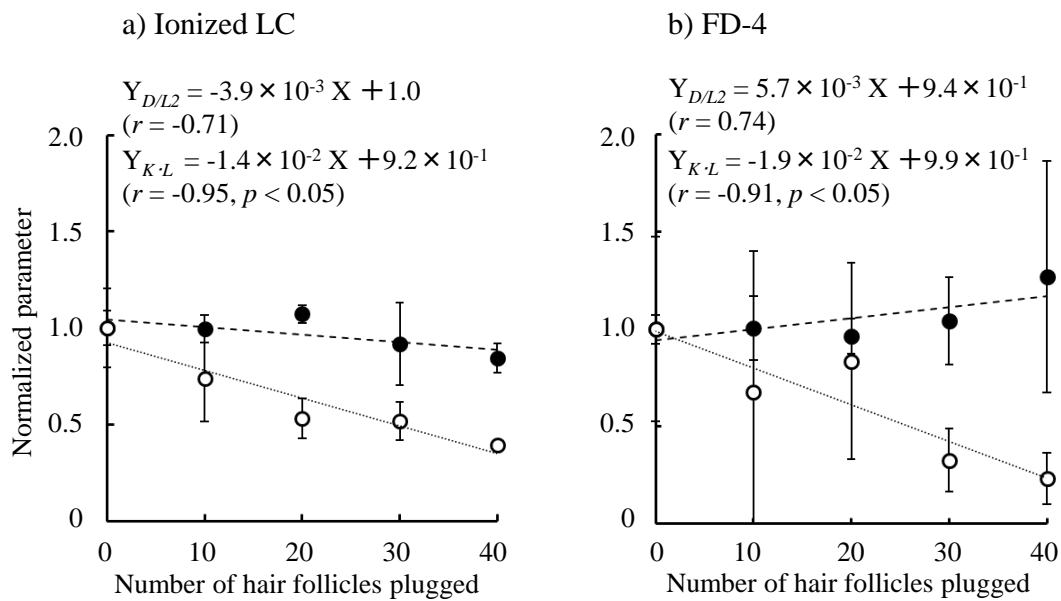 a) Ionized LC
Y_{D/L2} = -3.9 × 10^{-3} X + 1.0
(r = -0.71)
Y_{K·L} = -1.4 × 10^{-2} X + 9.2 × 10^{-1}
(r = -0.95, p < 0.05)
2.0
1.5
1.0
0.5
0
Normalized parameter
0 10 20 30 40
Number of hair follicles plugged
b) FD-4
Y_{D/L2} = 5.7 × 10^{-3} X + 9.4 × 10^{-1}
(r = 0.74)
Y_{K·L} = -1.9 × 10^{-2} X + 9.9 × 10^{-1}
(r = -0.91, p < 0.05)
2.0
1.5
1.0
0.5
0
0 10 20 30 40
Number of hair follicles plugged